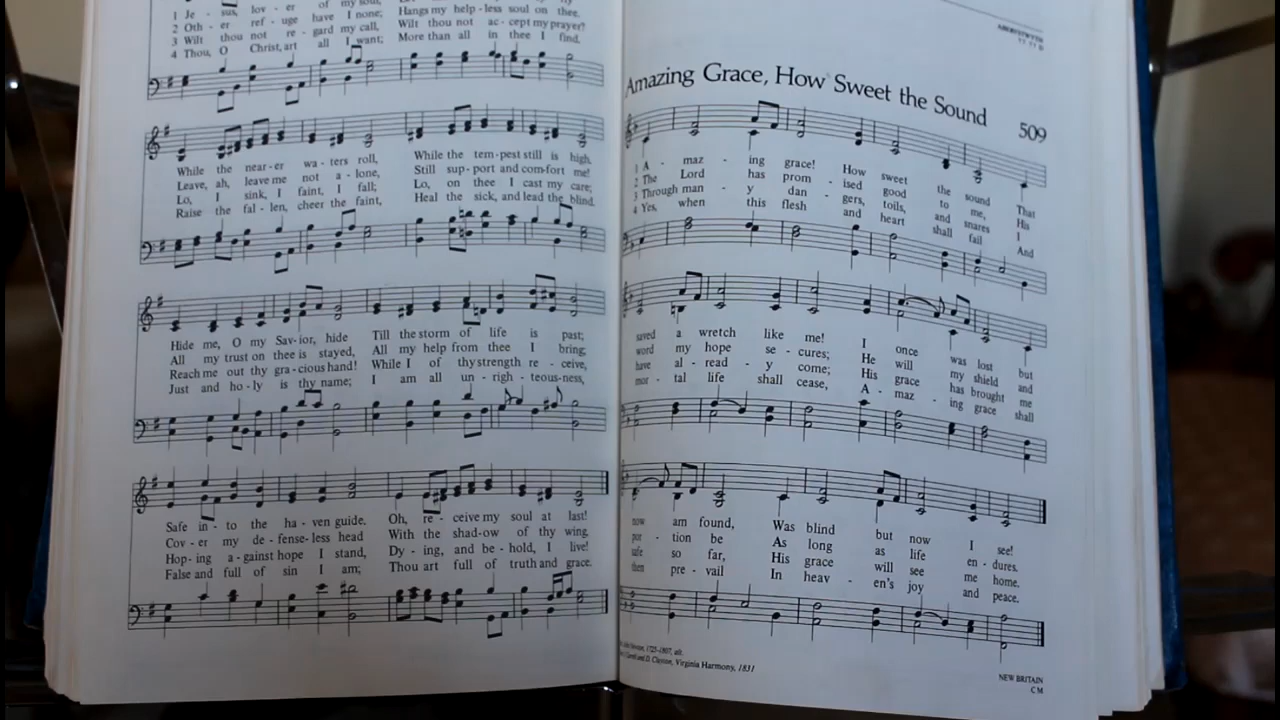 1 Je - sus, lov - er of my soul, Hangs my help - less soul on thee.
2 Oth - er ref - uge have I none; Wilt thou not ac - cept my prayer?
3 Wilt thou not re - gard my call, More than all in thee I find.
4 Thou, O Christ, art all I want;
While the near - er wa - ters roll, While the tem - pest still is high,
Leave, ah, leave me not a - lone, Still sup - port and com - fort me!
Lo, I sink, I faint, I fall; Lo, on thee I cast my care;
Raise the fal - len, cheer the faint, Heal the sick, and lead the blind.
Hide me, O my Sav - ior, hide Till the storm of life is past;
All my trust on thee is stayed, All my help from thee I bring;
Reach me out thy gra - cious hand! While I of thy strength re - ceive,
Just and ho - ly is thy name; I am all un - righ - teous - ness,
Safe in - to the ha - ven guide. Oh, re - ceive my soul at last!
Cov - er my de - fense - less head With the shad - ow of thy wing.
Hop - ing a - gainst hope I stand, Dy - ing, and be - hold, I live!
False and full of sin I am; Thou art full of truth and grace.
ABERYSTWYTH
77 77 D
Amazing Grace, How Sweet the Sound 509
1 A - maz - ing grace! How sweet the sound That
2 The Lord has prom - ised good to me, His
3 Through man - y dan - gers, toils, and snares I
4 Yes, when this flesh and heart shall fail And
saved a wretch like me! I once was lost but
word my hope se - cures; He will my shield and
have al - read - y come; His grace has brought me
mor - tal life shall cease, A - maz - ing grace shall
now am found, Was blind but now I see!
por - tion be As long as life en - dures.
safe so far, His grace will see me home.
then pre - vail In heav - en's joy and peace.
John Newton, 1725–1807, alt.
and D. Clayton, Virginia Harmony, 1831
NEW BRITAIN
C M